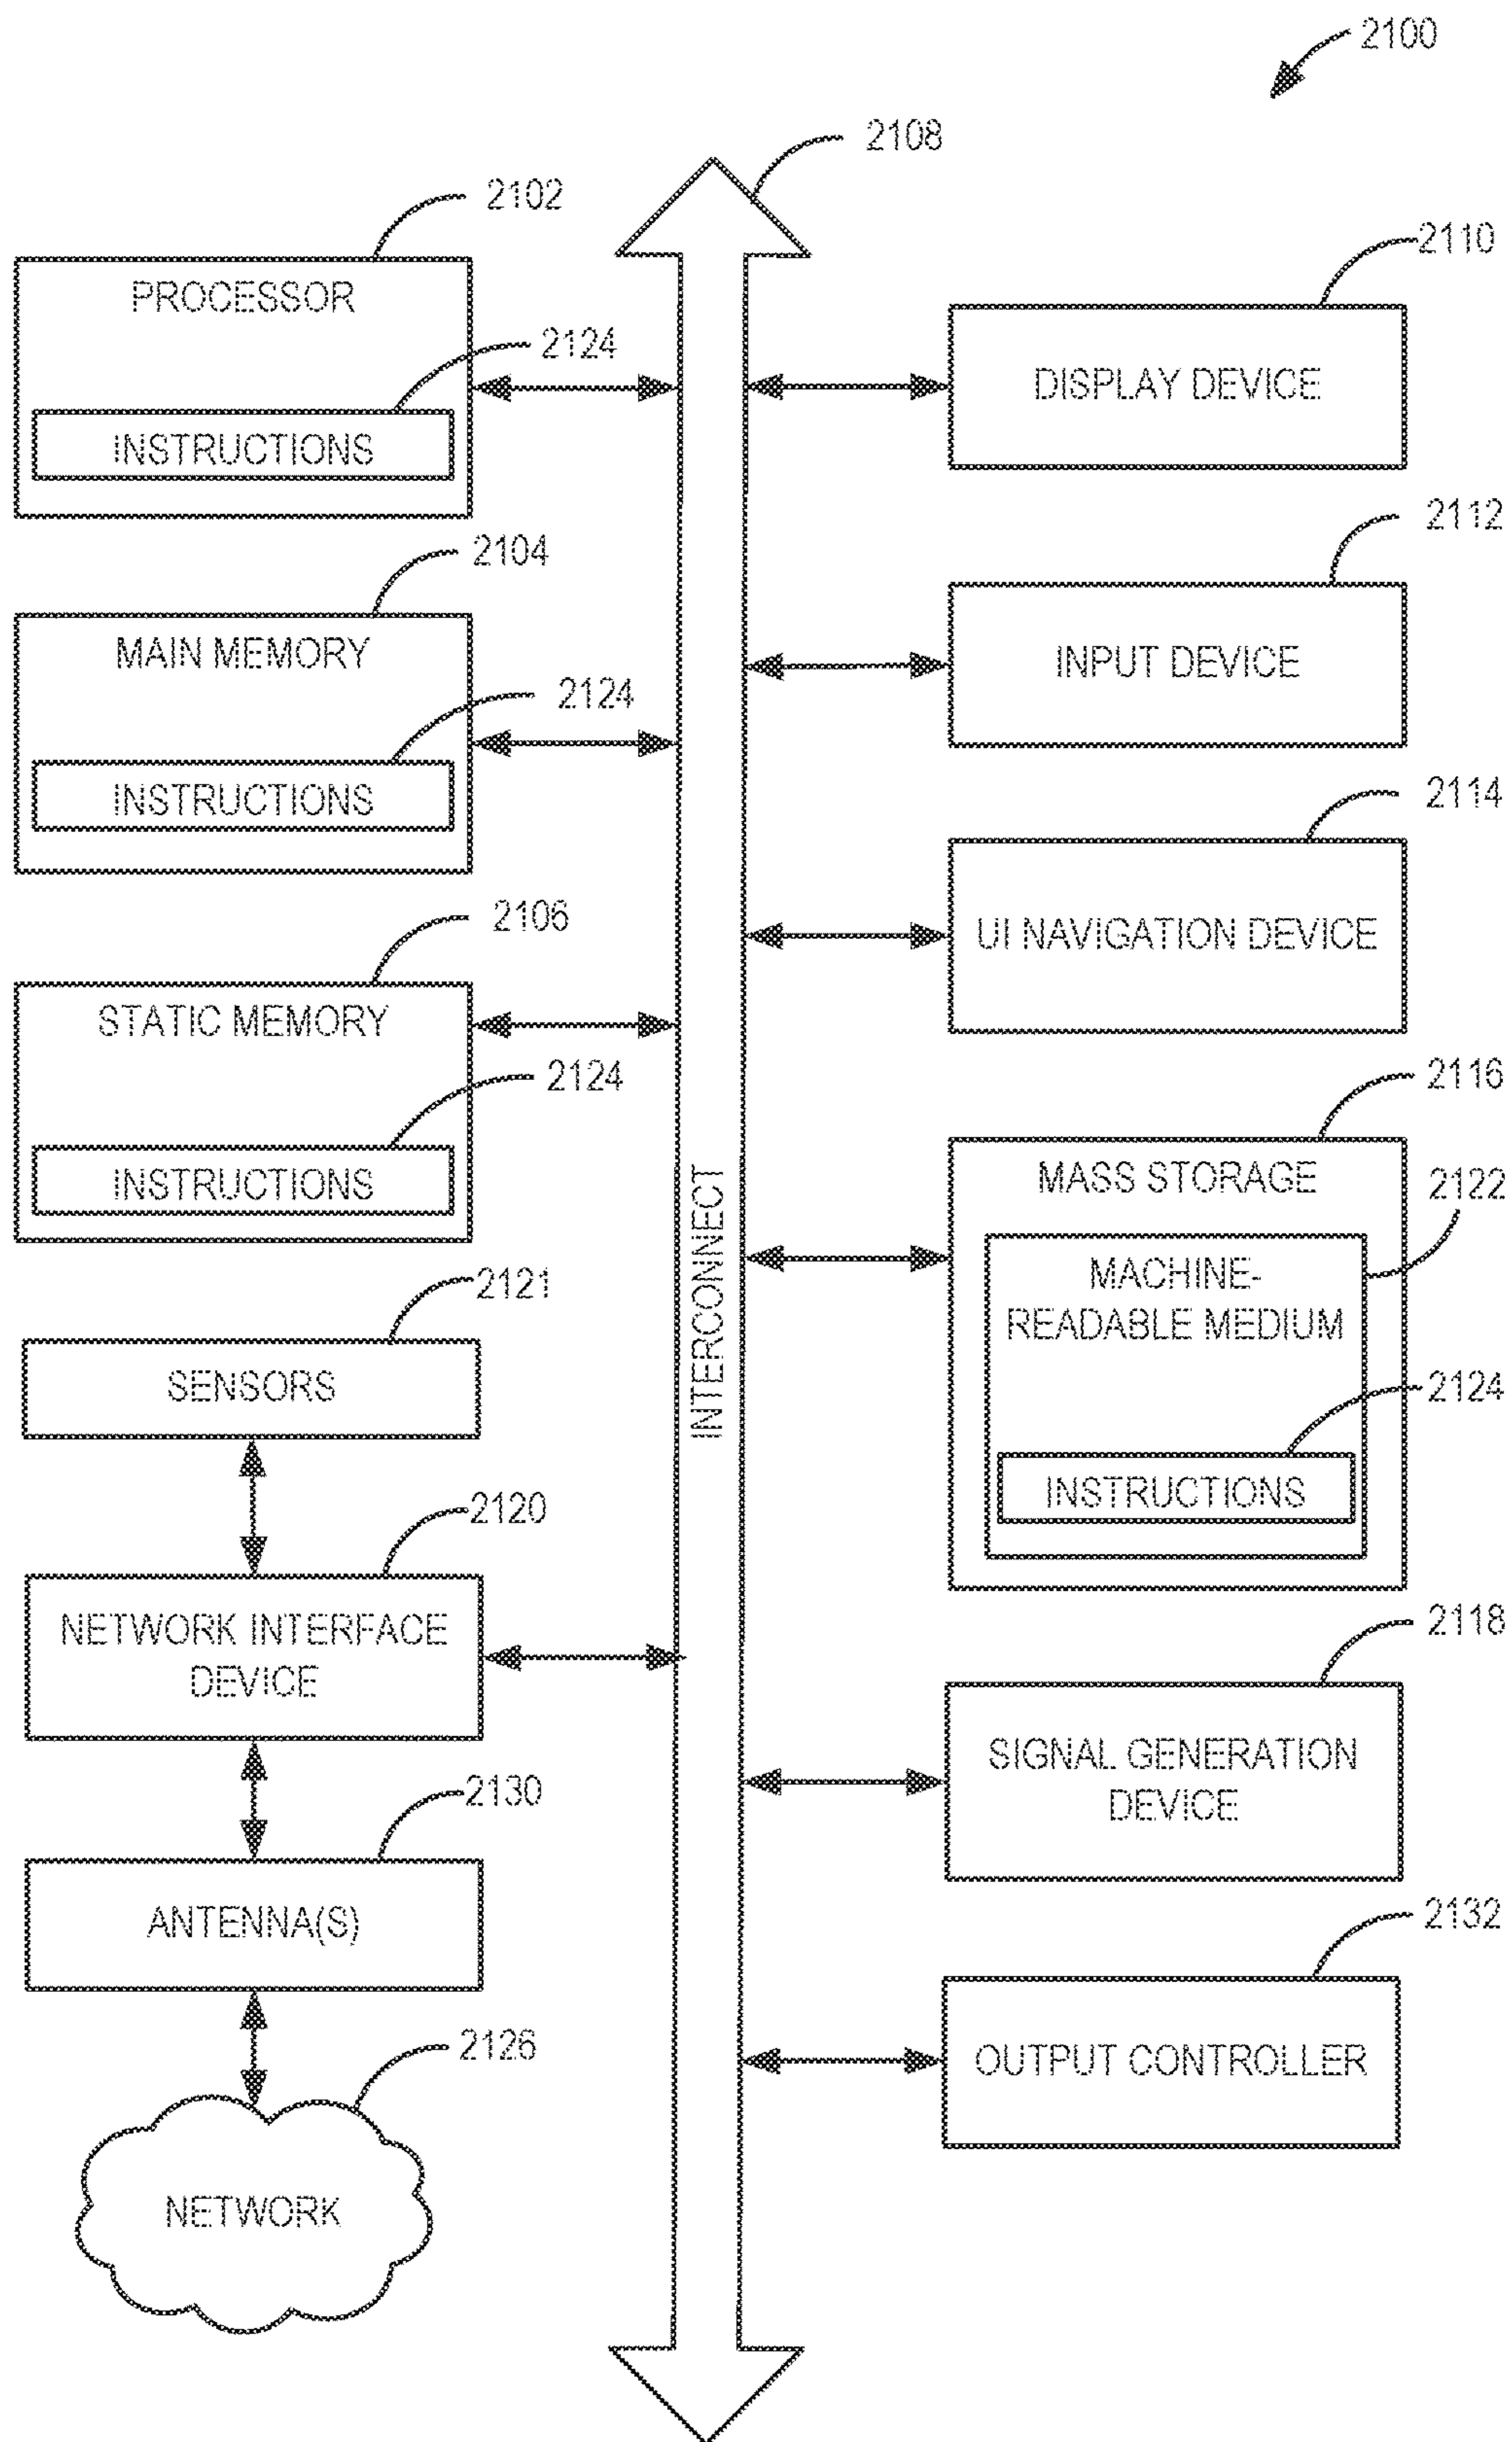 2100
2108
2102
PROCESSOR
2124
INSTRUCTIONS
2104
MAIN MEMORY
2124
INSTRUCTIONS
2106
STATIC MEMORY
2124
INSTRUCTIONS
2121
SENSORS
2120
NETWORK INTERFACE
DEVICE
2130
ANTENNA(S)
2126
NETWORK
INTERCONNECT
2110
DISPLAY DEVICE
2112
INPUT DEVICE
2114
UI NAVIGATION DEVICE
2116
MASS STORAGE
2122
MACHINE-
READABLE MEDIUM
2124
INSTRUCTIONS
2118
SIGNAL GENERATION
DEVICE
2132
OUTPUT CONTROLLER